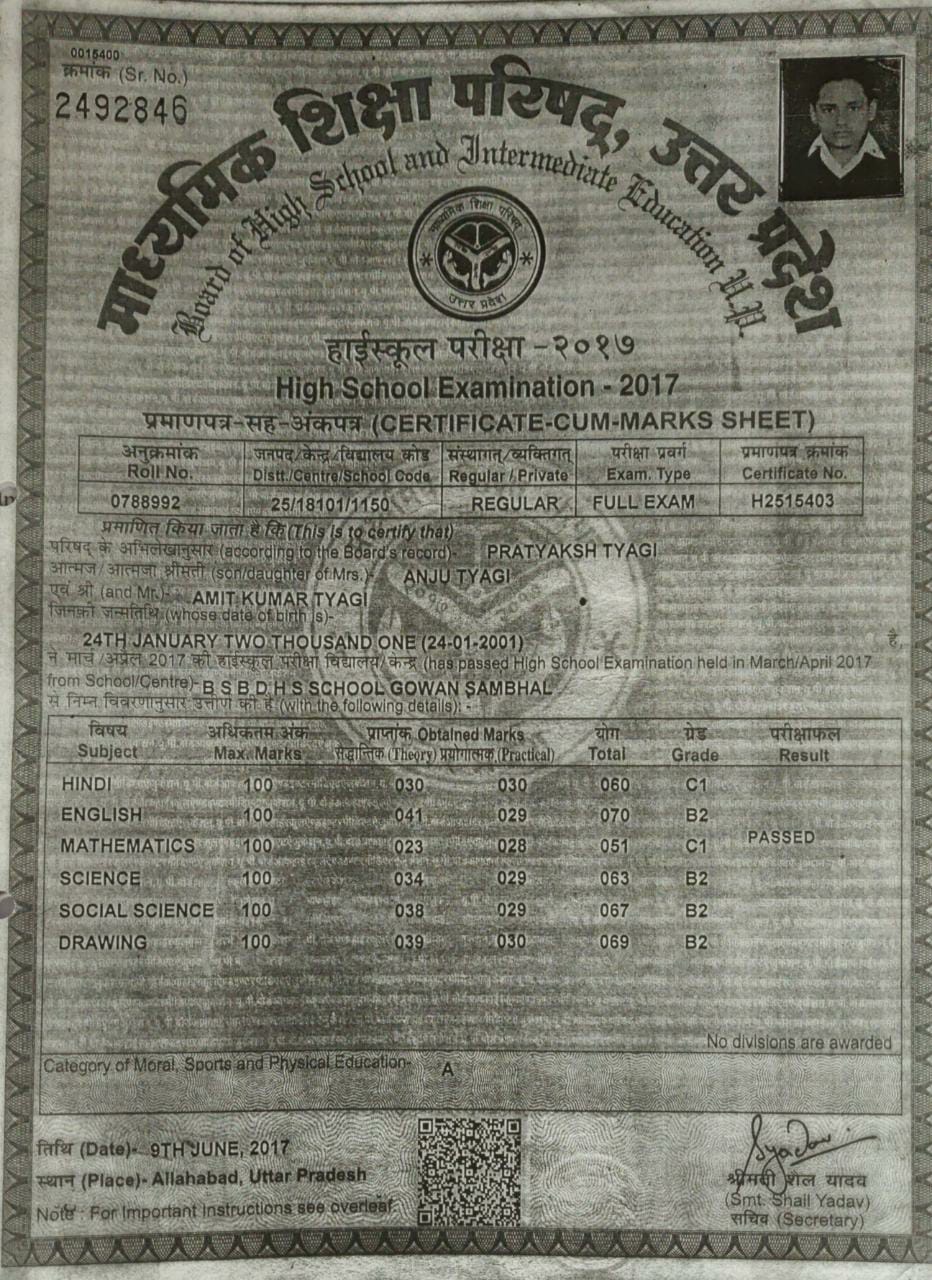 0015400
क्रमांक (Sr. No.)
2492846
माध्यमिक शिक्षा परिषद्, उत्तर प्रदेश
Board of High School and Intermediate Education U.P.
माध्यमिक शिक्षा परिषद्
उत्तर प्रदेश
हाईस्कूल परीक्षा -२०१७
High School Examination - 2017
प्रमाणपत्र-सह-अंकपत्र (CERTIFICATE-CUM-MARKS SHEET)
अनुक्रमांक जनपद/केन्द्र/विद्यालय कोड संस्थागत/व्यक्तिगत परीक्षा प्रवर्ग प्रमाणपत्र क्रमांक
Roll No. Distt./Centre/School Code Regular / Private Exam. Type Certificate No.
0788992 25/18101/1150 REGULAR FULL EXAM H2515403
प्रमाणित किया जाता है कि (This is to certify that)
परिषद् के अभिलेखानुसार (according to the Board's record)- PRATYAKSH TYAGI
आत्मज/आत्मजा श्रीमती (son/daughter of Mrs.)- ANJU TYAGI
एवं श्री (and Mr.)- AMIT KUMAR TYAGI
जिनकी जन्मतिथि (whose date of birth is)-
24TH JANUARY TWO THOUSAND ONE (24-01-2001) है,
ने मार्च/अप्रैल 2017 की हाईस्कूल परीक्षा विद्यालय/केन्द्र (has passed High School Examination held in March/April 2017
from School/Centre)- B S B D H S SCHOOL GOWAN SAMBHAL
से निम्न विवरणानुसार उत्तीर्ण की है (with the following details): -
विषय अधिकतम अंक प्राप्तांक Obtained Marks योग ग्रेड परीक्षाफल
Subject Max. Marks सैद्धान्तिक (Theory) प्रयोगात्मक (Practical) Total Grade Result
HINDI 100 030 030 060 C1
ENGLISH 100 041 029 070 B2
PASSED
MATHEMATICS 100 023 028 051 C1
SCIENCE 100 034 029 063 B2
SOCIAL SCIENCE 100 038 029 067 B2
DRAWING 100 039 030 069 B2
No divisions are awarded
Category of Moral, Sports and Physical Education- A
तिथि (Date)- 9TH JUNE, 2017
स्थान (Place)- Allahabad, Uttar Pradesh
Note : For Important Instructions see overleaf.
श्रीमती शैल यादव
(Smt. Shail Yadav)
सचिव (Secretary)